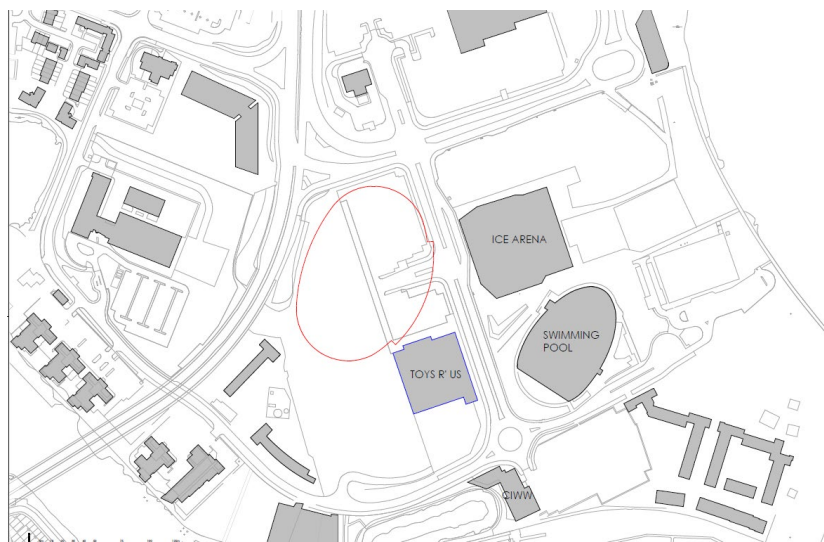 ICE ARENA
SWIMMING
POOL
TOYS R' US
CIWW